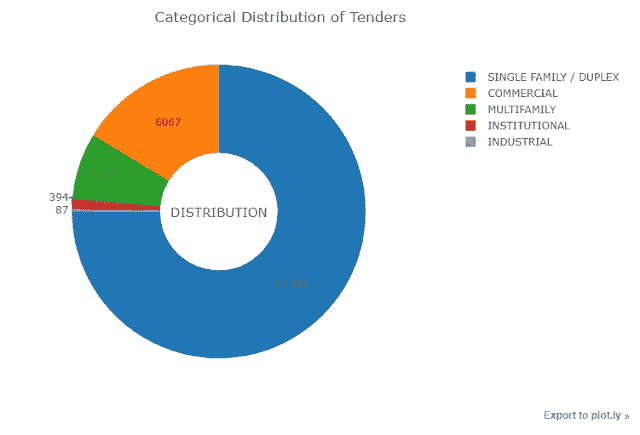 Categorical Distribution of Tenders
SINGLE FAMILY / DUPLEX
COMMERCIAL
MULTIFAMILY
INSTITUTIONAL
INDUSTRIAL
6067
394
87
DISTRIBUTION
Export to plot.ly »